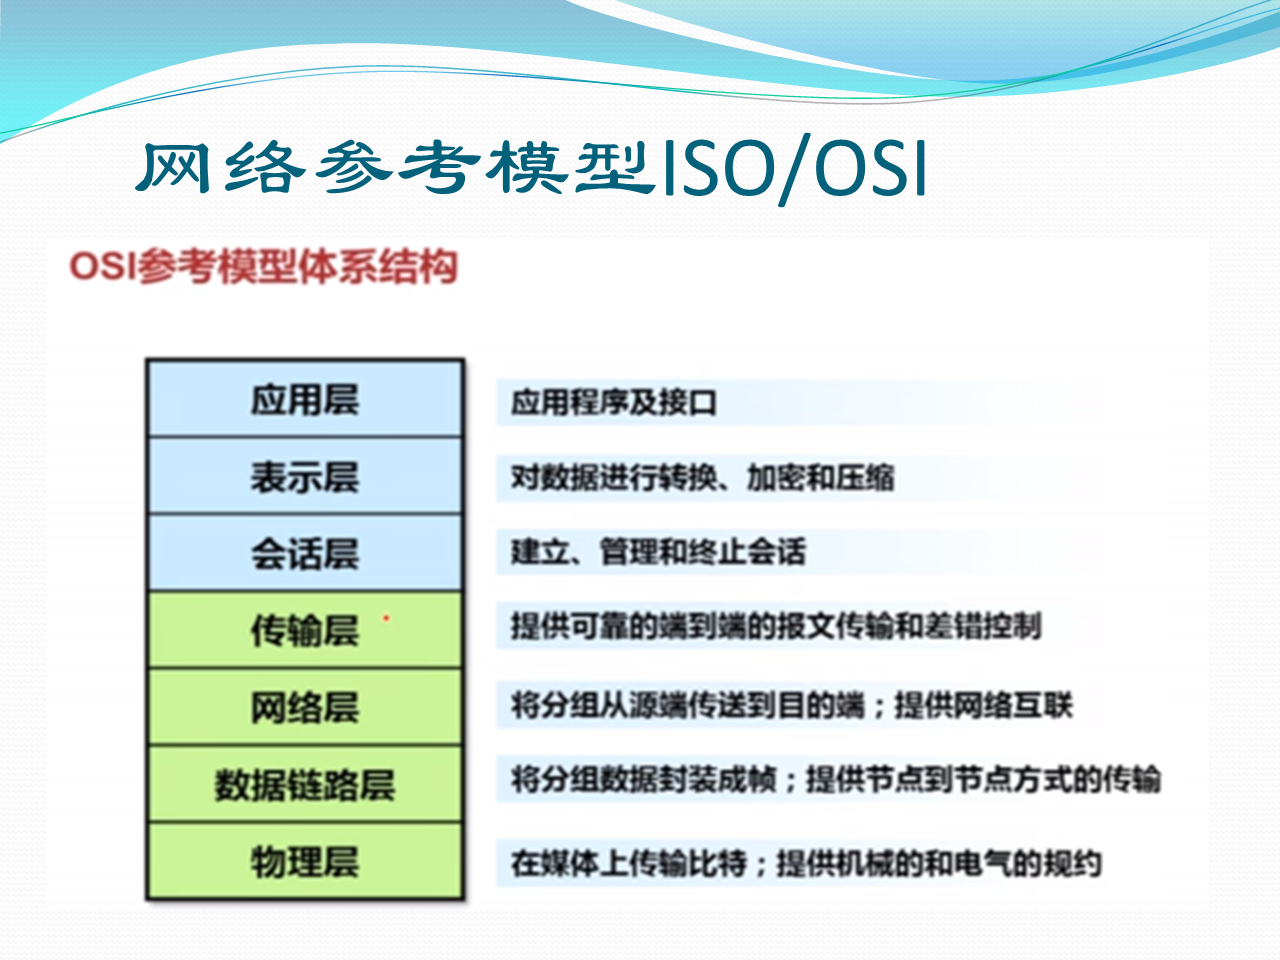 网络参考模型ISO/OSI
OSI参考模型体系结构
应用层
应用程序及接口
表示层
对数据进行转换、加密和压缩
会话层
建立、管理和终止会话
传输层
提供可靠的端到端的报文传输和差错控制
网络层
将分组从源端传送到目的端；提供网络互联
数据链路层
将分组数据封装成帧；提供节点到节点方式的传输
物理层
在媒体上传输比特；提供机械的和电气的规约